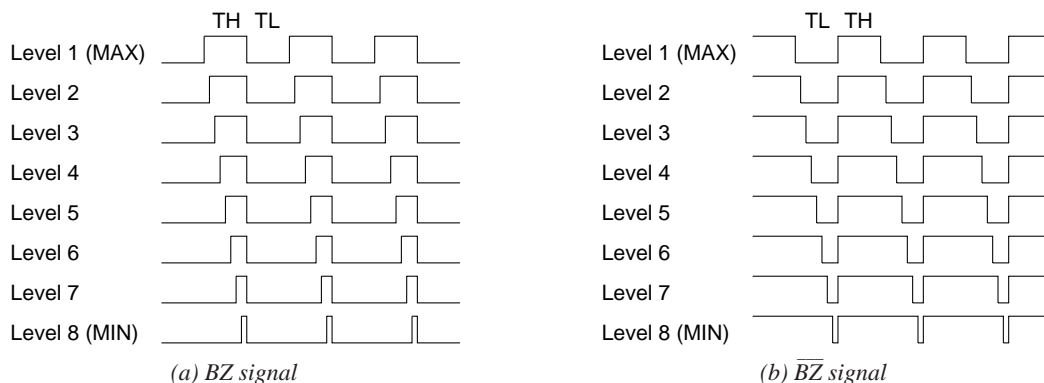 TH TL
Level 1 (MAX)
Level 2
Level 3
Level 4
Level 5
Level 6
Level 7
Level 8 (MIN)
(a) BZ signal
TL TH
Level 1 (MAX)
Level 2
Level 3
Level 4
Level 5
Level 6
Level 7
Level 8 (MIN)
(b) B̅Z̅ signal